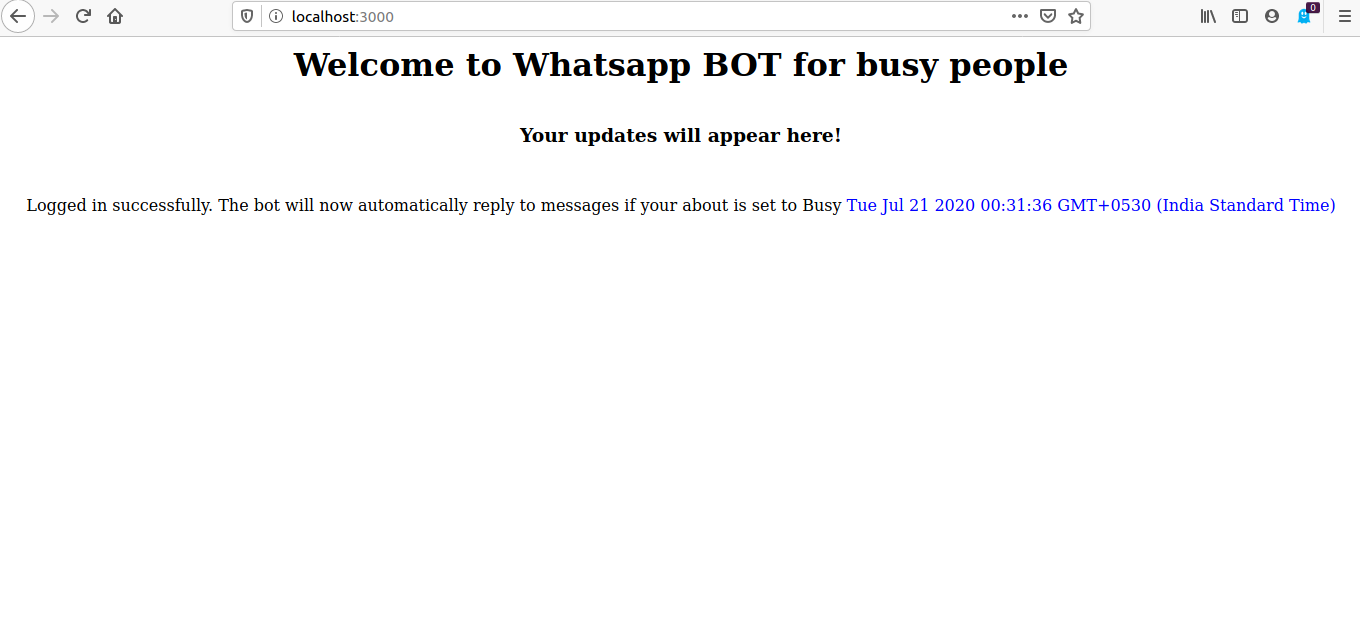 localhost:3000
0
Welcome to Whatsapp BOT for busy people
Your updates will appear here!
Logged in successfully. The bot will now automatically reply to messages if your about is set to Busy Tue Jul 21 2020 00:31:36 GMT+0530 (India Standard Time)